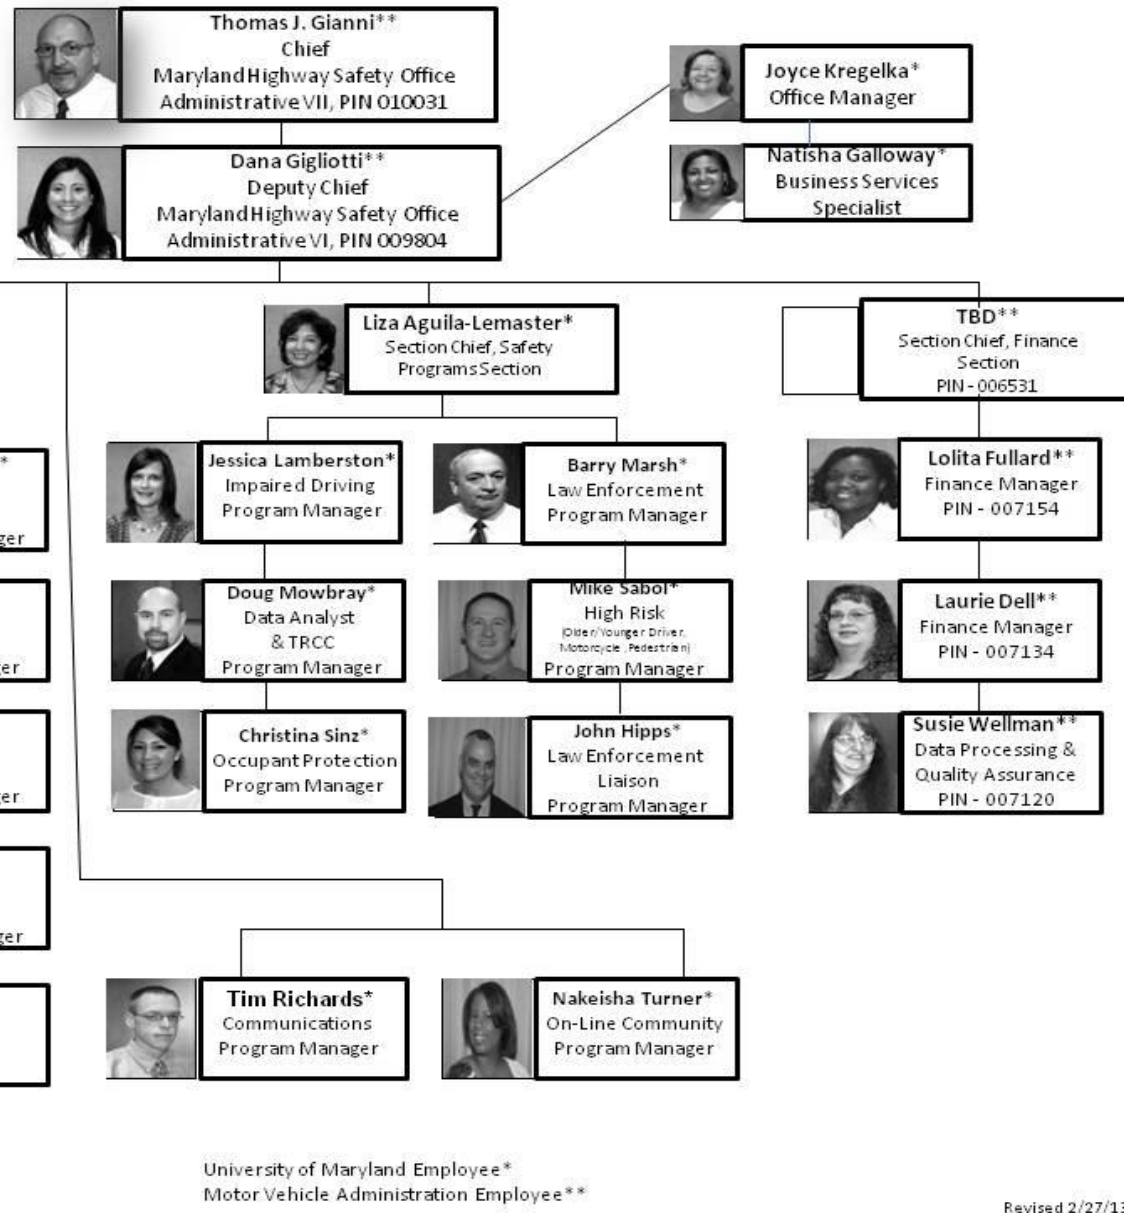 Thomas J. Gianni**
Chief
Maryland Highway Safety Office
Administrative VII, PIN 010031
Joyce Kregelka*
Office Manager
Dana Gigliotti**
Deputy Chief
Maryland Highway Safety Office
Administrative VI, PIN 009804
Natisha Galloway*
Business Services
Specialist
Liza Aguila-Lemaster*
Section Chief, Safety
Programs Section
TBD**
Section Chief, Finance
Section
PIN - 006531
*
ger
Jessica Lamberston*
Impaired Driving
Program Manager
Barry Marsh*
Law Enforcement
Program Manager
Lolita Fullard**
Finance Manager
PIN - 007154
er
Doug Mowbray*
Data Analyst
& TRCC
Program Manager
Mike Sabol*
High Risk
(Older/Younger Driver,
Motorcycle, Pedestrian)
Program Manager
Laurie Dell**
Finance Manager
PIN - 007134
er
Christina Sinz*
Occupant Protection
Program Manager
John Hipps*
Law Enforcement
Liaison
Program Manager
Susie Wellman**
Data Processing &
Quality Assurance
PIN - 007120
ger
Tim Richards*
Communications
Program Manager
Nakeisha Turner*
On-Line Community
Program Manager
University of Maryland Employee*
Motor Vehicle Administration Employee**
Revised 2/27/13